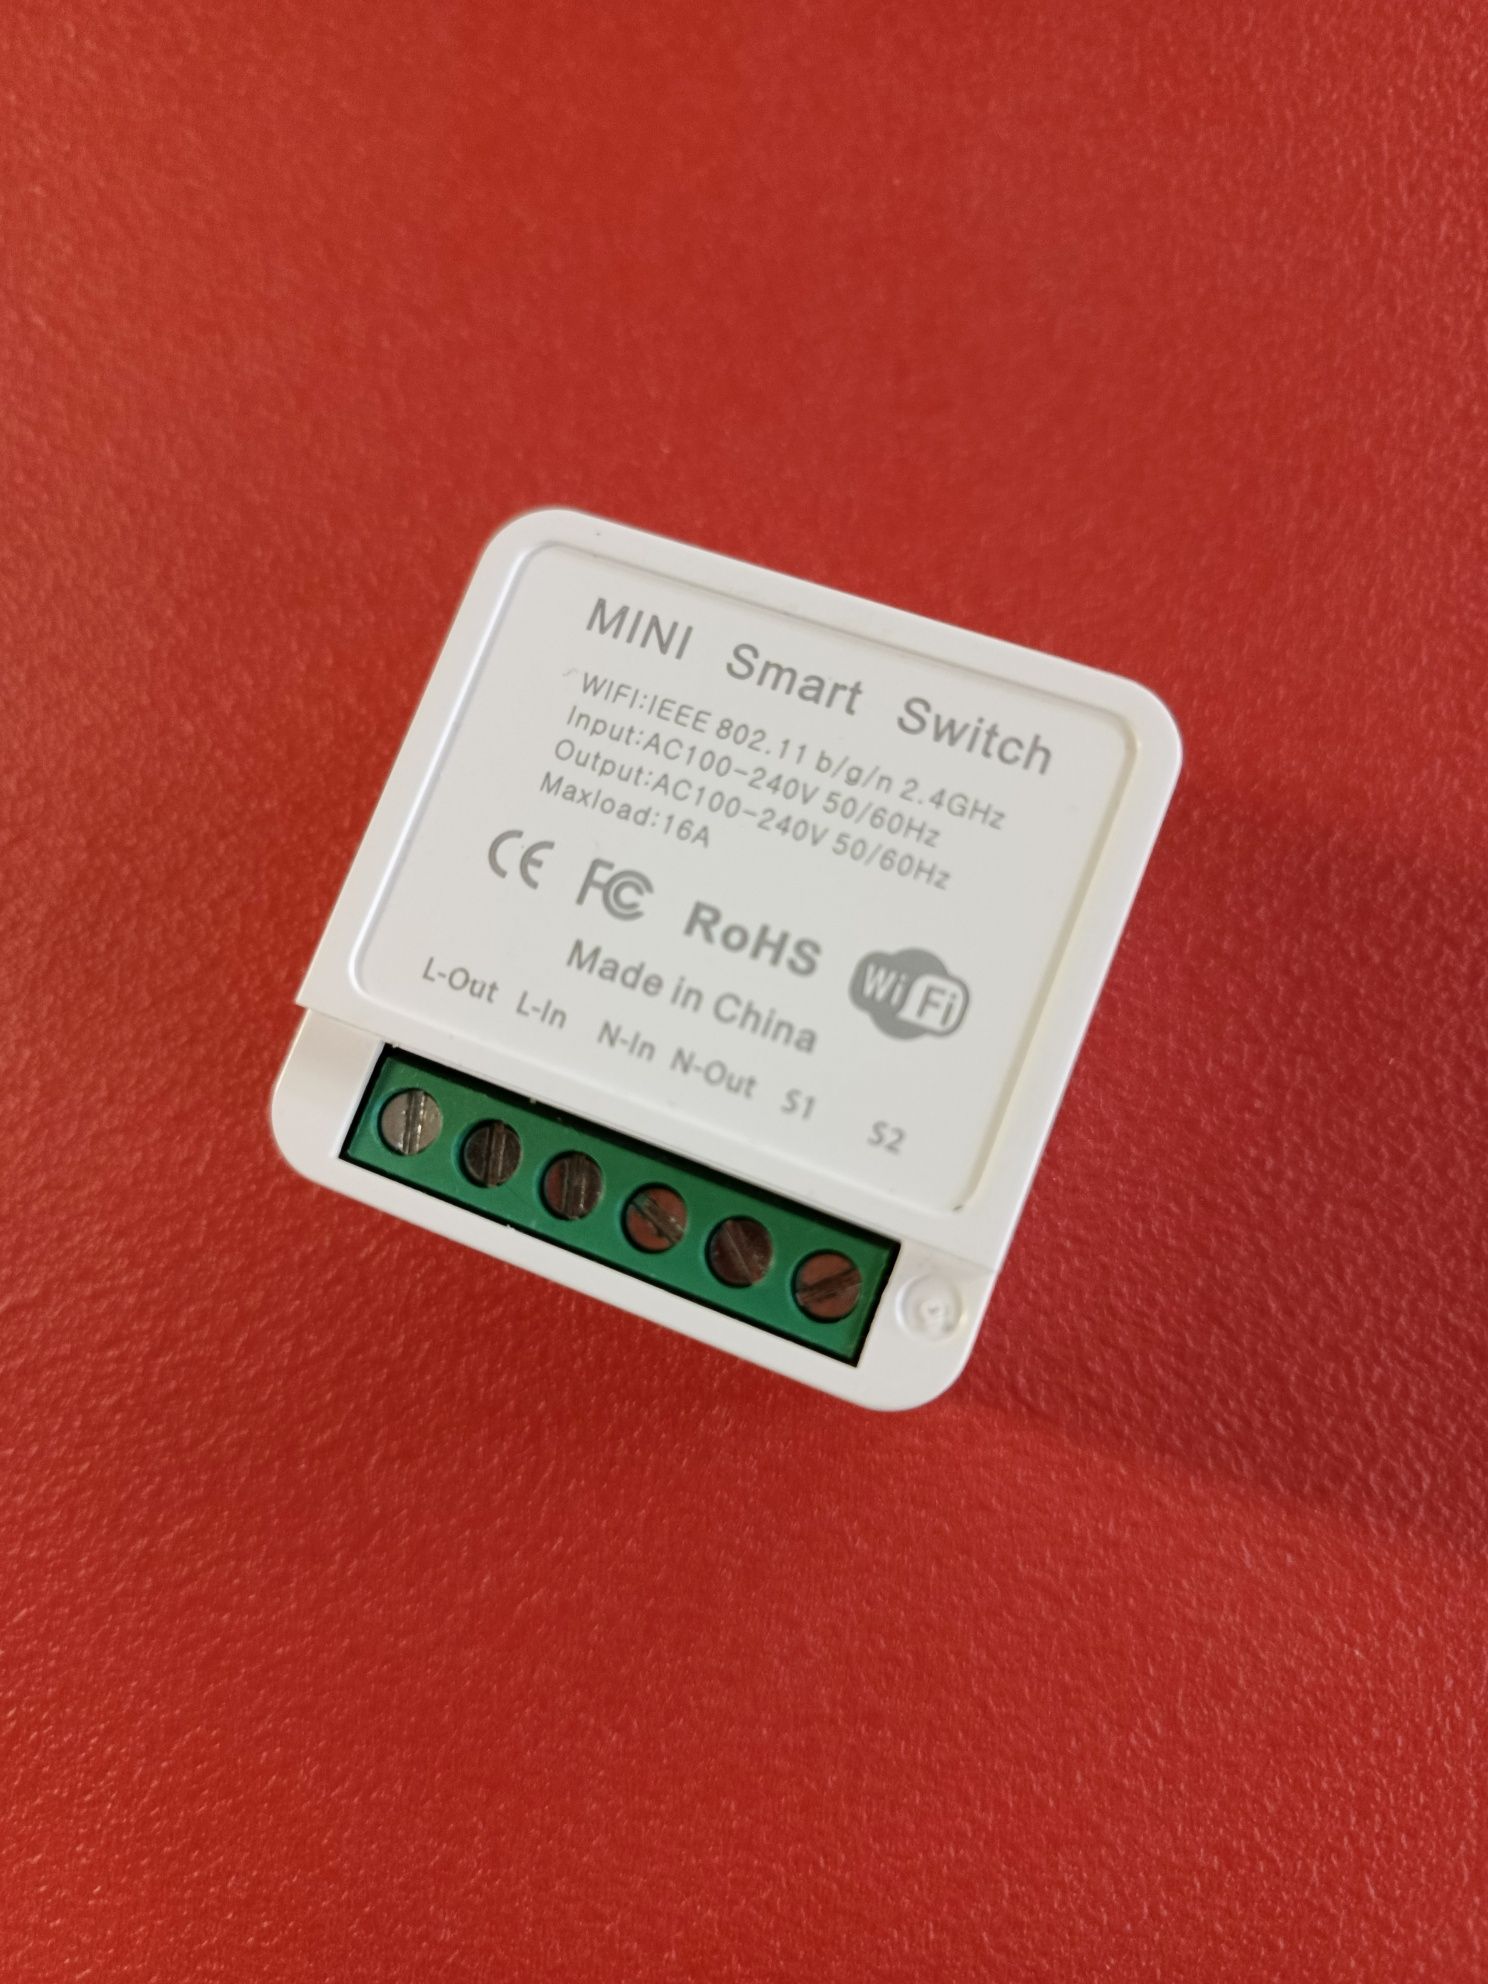 MINI Smart Switch
WIFI:IEEE 802.11 b/g/n 2.4GHz
Input:AC100-240V 50/60Hz
Output:AC100-240V 50/60Hz
Maxload:16A
CE FC RoHS WiFi
Made in China
L-Out L-In N-In N-Out S1 S2